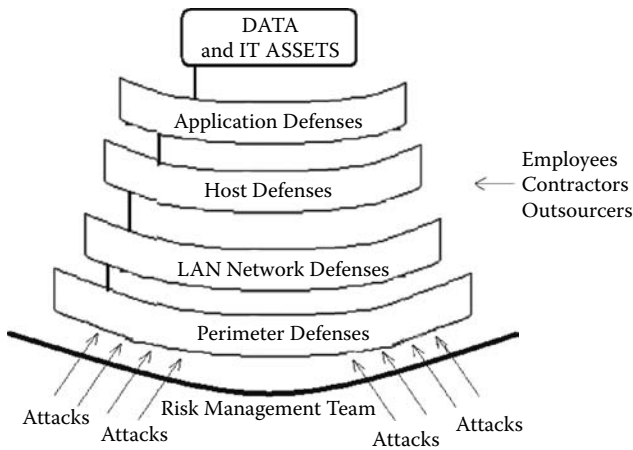 DATA
and IT ASSETS
Application Defenses
Host Defenses
Employees
Contractors
Outsourcers
LAN Network Defenses
Perimeter Defenses
Risk Management Team
Attacks
Attacks
Attacks
Attacks